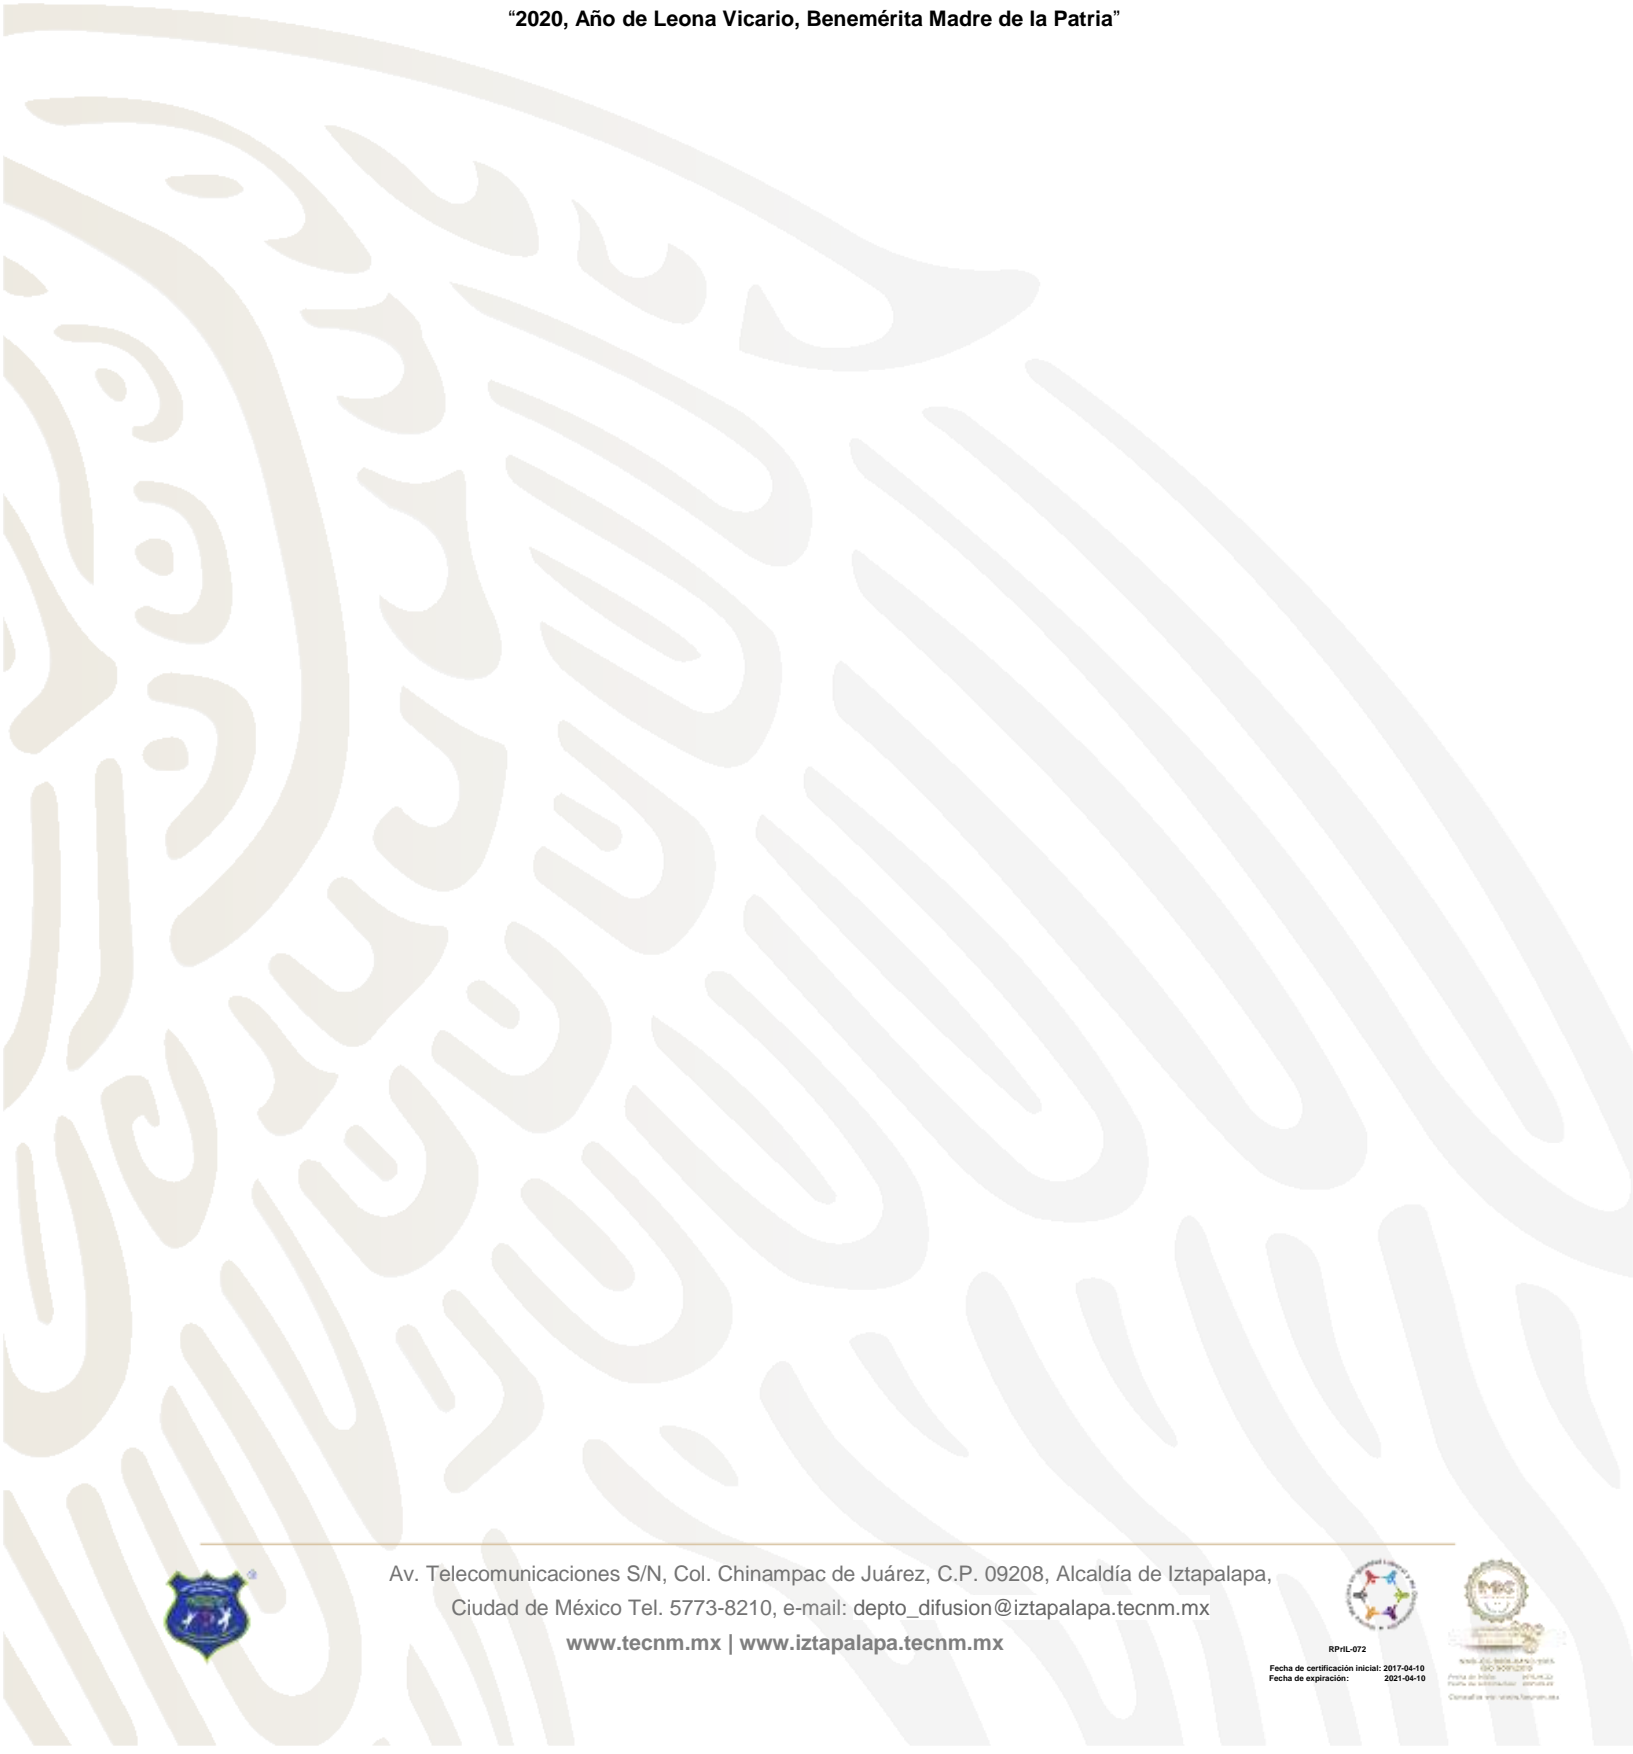 “2020, Año de Leona Vicario, Benemérita Madre de la Patria”
Av. Telecomunicaciones S/N, Col. Chinampac de Juárez, C.P. 09208, Alcaldía de Iztapalapa,
Ciudad de México Tel. 5773-8210, e-mail: depto_difusion@iztapalapa.tecnm.mx
www.tecnm.mx | www.iztapalapa.tecnm.mx
RPrIL-072
Fecha de certificación inicial: 2017-04-10
Fecha de expiración: 2021-04-10